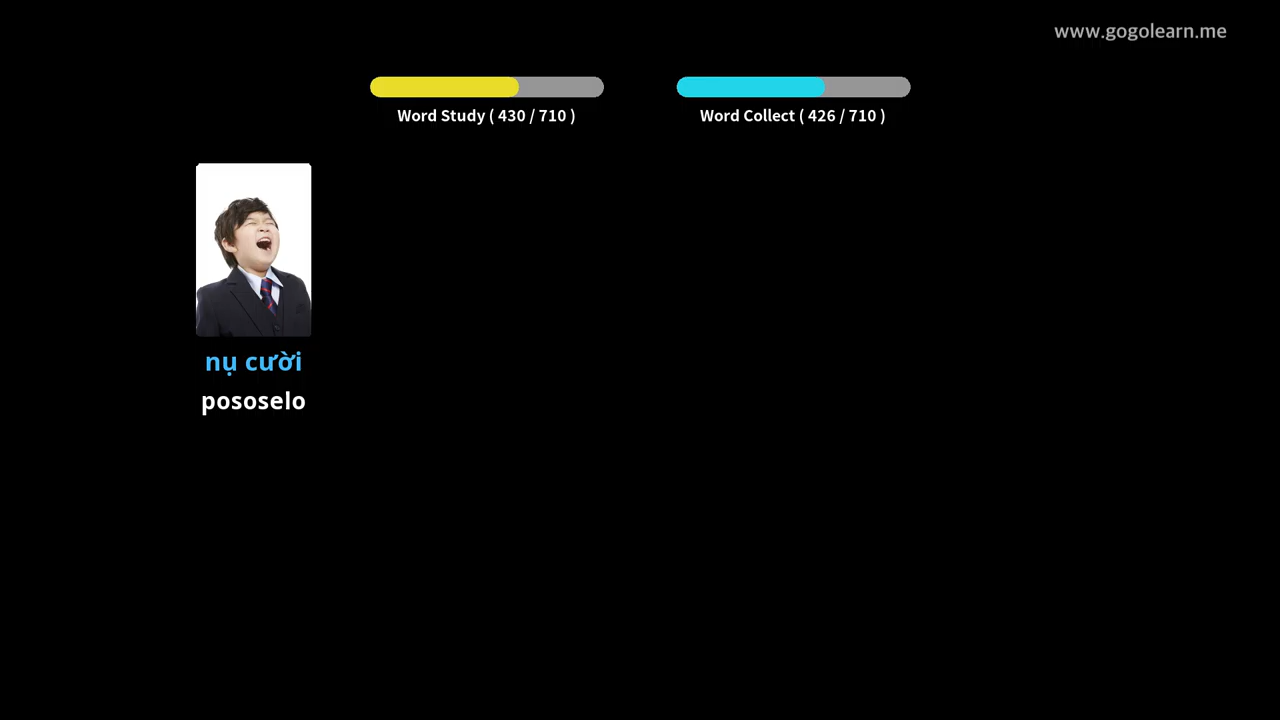 www.gogolearn.me
Word Study ( 430 / 710 )
Word Collect ( 426 / 710 )
nụ cười
pososelo